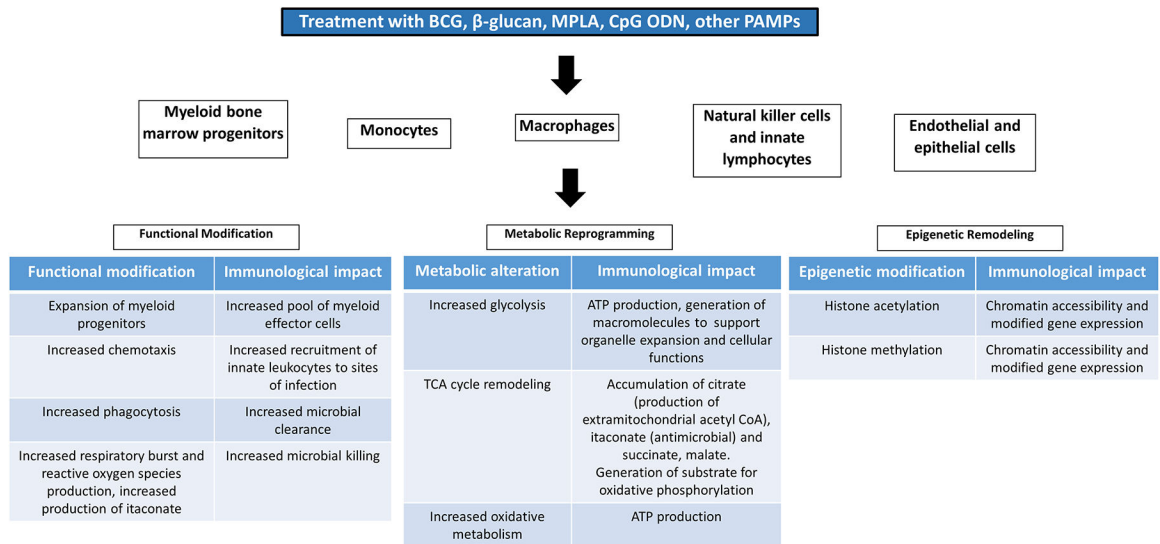 Treatment with BCG, β-glucan, MPLA, CpG ODN, other PAMPs
Myeloid bone
marrow progenitors
Monocytes
Macrophages
Natural killer cells
and innate
lymphocytes
Endothelial and
epithelial cells
Functional Modification
Functional modification
Immunological impact
Expansion of myeloid
progenitors
Increased pool of myeloid
effector cells
Increased chemotaxis
Increased recruitment of
innate leukocytes to sites
of infection
Increased phagocytosis
Increased microbial
clearance
Increased respiratory burst and
reactive oxygen species
production, increased
production of itaconate
Increased microbial killing
Metabolic Reprogramming
Metabolic alteration
Immunological impact
Increased glycolysis
ATP production, generation of
macromolecules to support
organelle expansion and cellular
functions
TCA cycle remodeling
Accumulation of citrate
(production of
extramitochondrial acetyl CoA),
itaconate (antimicrobial) and
succinate, malate.
Generation of substrate for
oxidative phosphorylation
Increased oxidative
metabolism
ATP production
Epigenetic Remodeling
Epigenetic modification
Immunological impact
Histone acetylation
Chromatin accessibility and
modified gene expression
Histone methylation
Chromatin accessibility and
modified gene expression